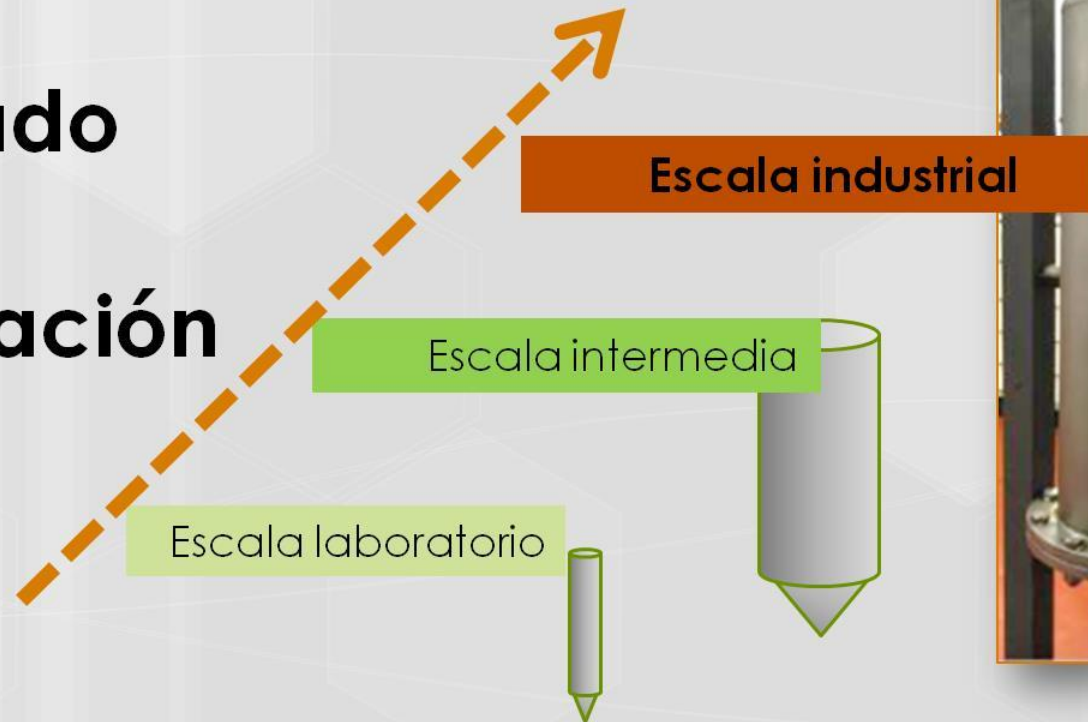 ado
Escala industrial
ación
Escala intermedia
Escala laboratorio